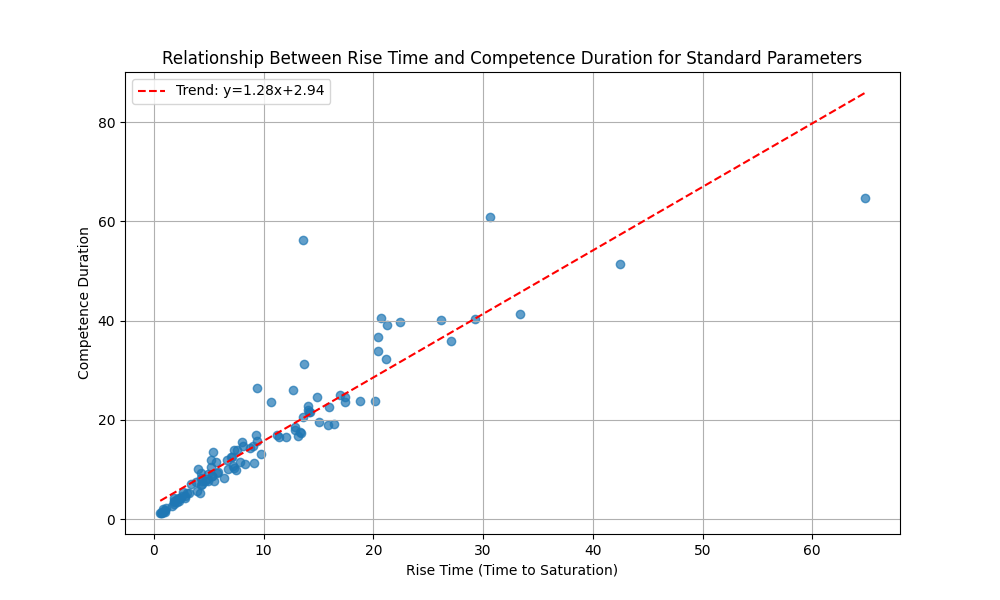 Relationship Between Rise Time and Competence Duration for Standard Parameters
Trend: y=1.28x+2.94
80
60
40
20
0
Competence Duration
0 10 20 30 40 50 60
Rise Time (Time to Saturation)